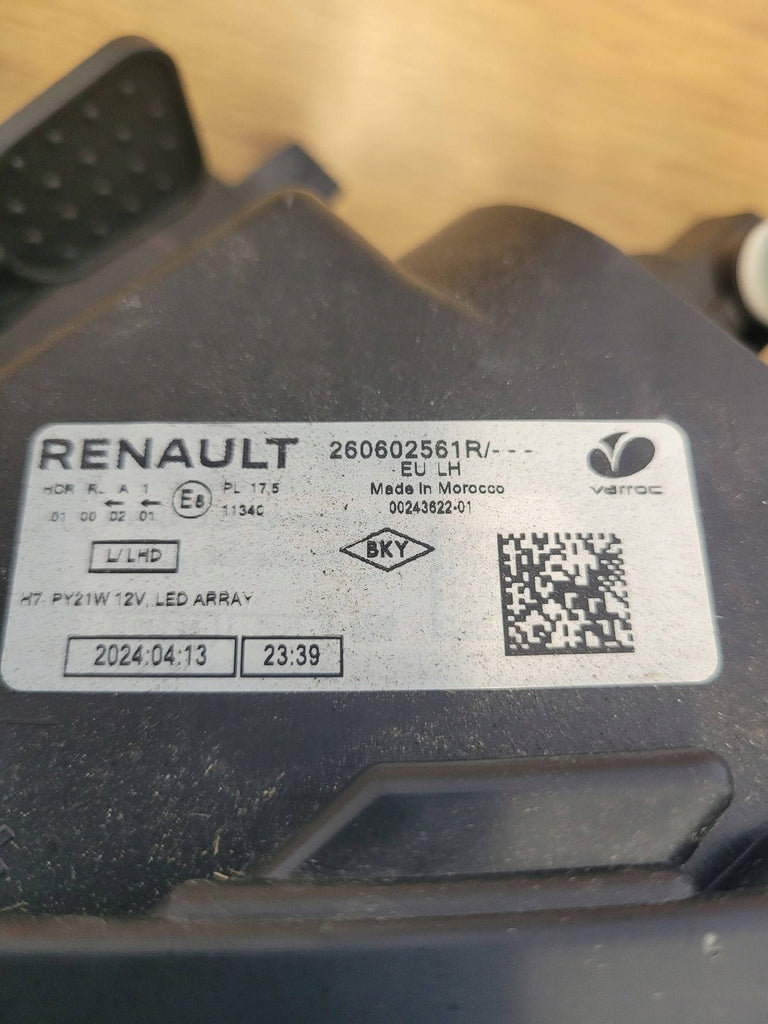 RENAULT 260602561R/---
EU LH
Made In Morocco
00243622-01
varroc
HCR R A 1
01 00 02 01
E8
PL 17,5
11340
L/LHD
BKY
H7, PY21W 12V, LED ARRAY
2024:04:13 23:39